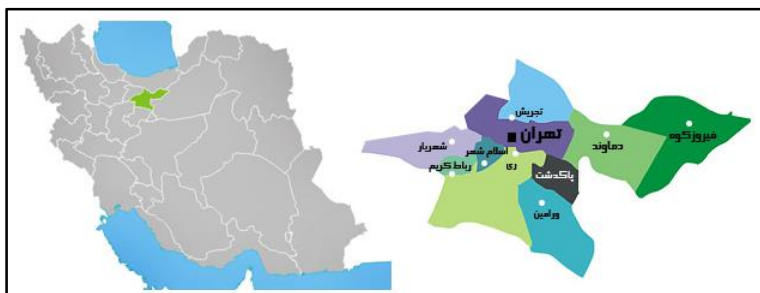 تجریش
تهران
فیروزکوه
دماوند
شهریار
اسلام شهر
ری
رباط کریم
پاکدشت
ورامین